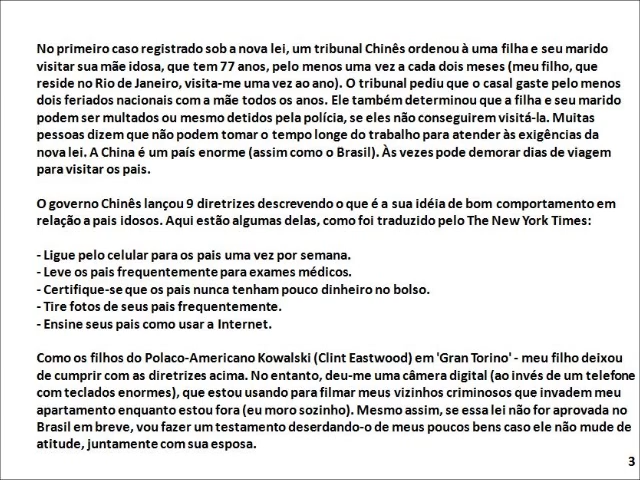 No primeiro caso registrado sob a nova lei, um tribunal Chinês ordenou à uma filha e seu marido
visitar sua mãe idosa, que tem 77 anos, pelo menos uma vez a cada dois meses (meu filho, que
reside no Rio de Janeiro, visita-me uma vez ao ano). O tribunal pediu que o casal gaste pelo menos
dois feriados nacionais com a mãe todos os anos. Ele também determinou que a filha e seu marido
podem ser multados ou mesmo detidos pela polícia, se eles não conseguirem visitá-la. Muitas
pessoas dizem que não podem tomar o tempo longe do trabalho para atender às exigências da
nova lei. A China é um país enorme (assim como o Brasil). Às vezes pode demorar dias de viagem
para visitar os pais.
O governo Chinês lançou 9 diretrizes descrevendo o que é a sua idéia de bom comportamento em
relação a pais idosos. Aqui estão algumas delas, como foi traduzido pelo The New York Times:
- Ligue pelo celular para os pais uma vez por semana.
- Leve os pais frequentemente para exames médicos.
- Certifique-se que os pais nunca tenham pouco dinheiro no bolso.
- Tire fotos de seus pais frequentemente.
- Ensine seus pais como usar a Internet.
Como os filhos do Polaco-Americano Kowalski (Clint Eastwood) em 'Gran Torino' - meu filho deixou
de cumprir com as diretrizes acima. No entanto, deu-me uma câmera digital (ao invés de um telefone
com teclados enormes), que estou usando para filmar meus vizinhos criminosos que invadem meu
apartamento enquanto estou fora (eu moro sozinho). Mesmo assim, se essa lei não for aprovada no
Brasil em breve, vou fazer um testamento deserdando-o de meus poucos bens caso ele não mude de
atitude, juntamente com sua esposa.
3